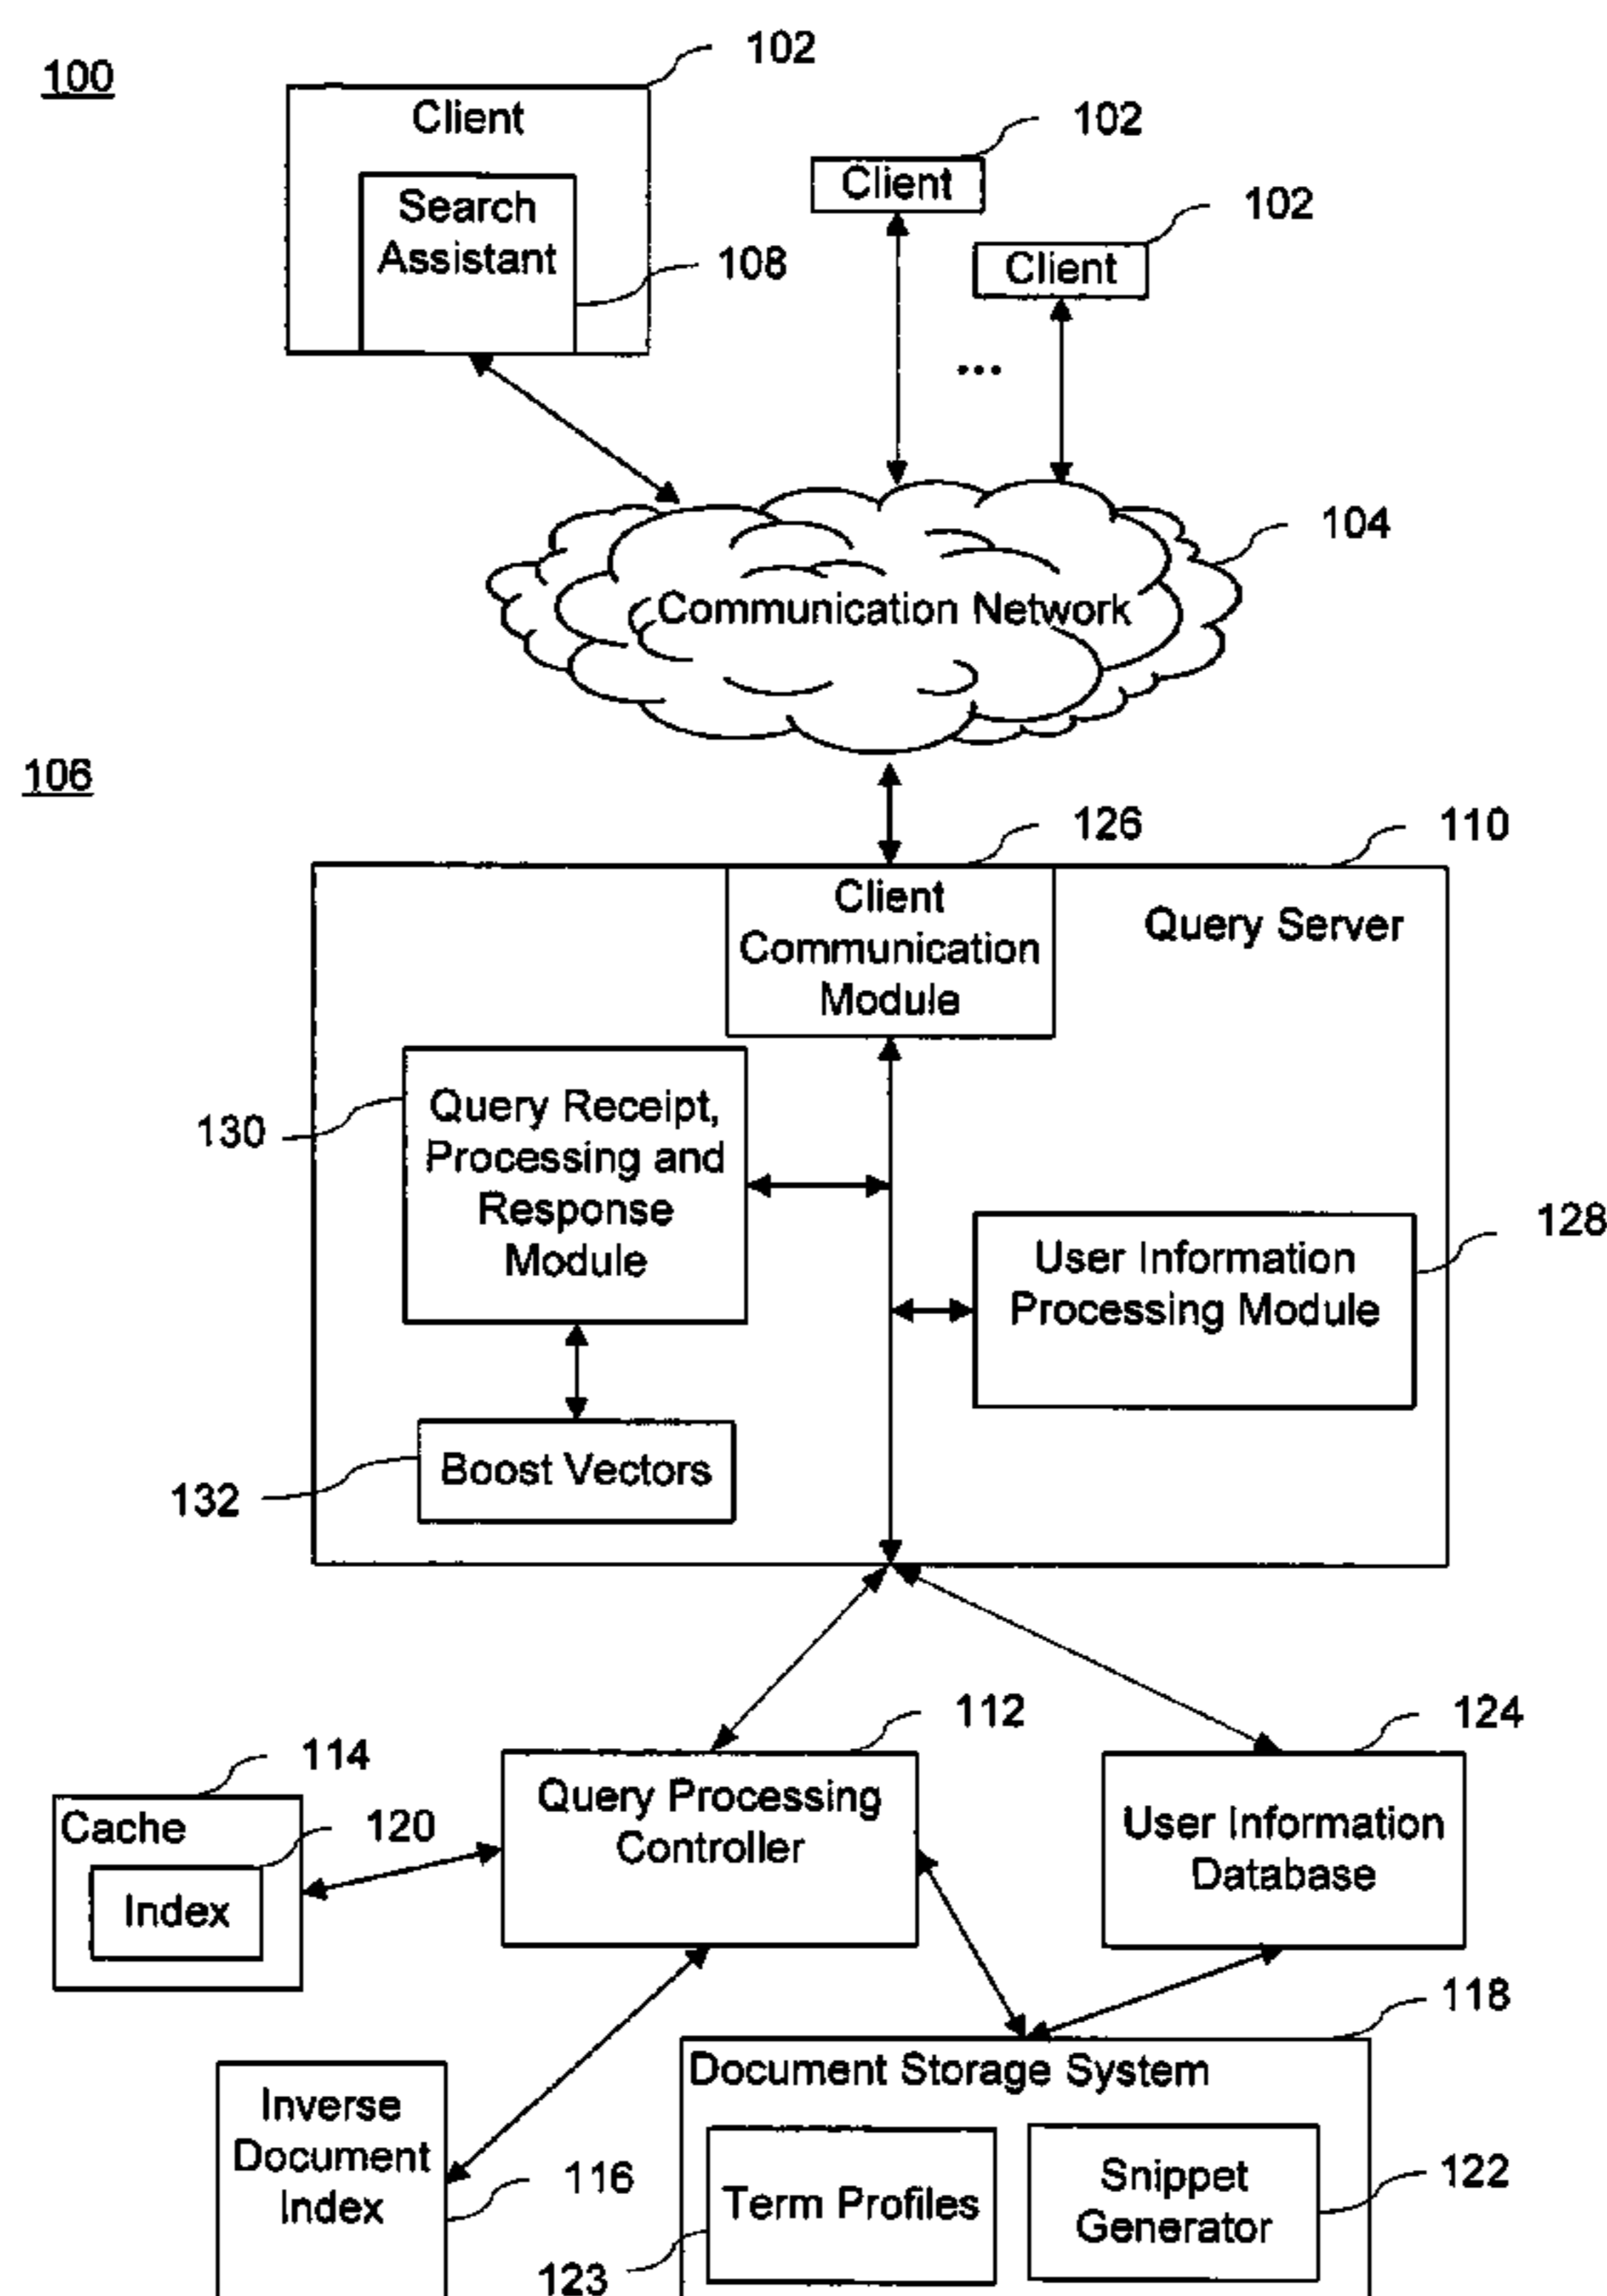 100
102
Client
Search
Assistant
108
102
Client
102
Client
...
104
Communication Network
106
126
110
Client
Communication
Module
Query Server
130
Query Receipt,
Processing and
Response
Module
128
User Information
Processing Module
132
Boost Vectors
112
124
114
Cache
120
Index
Query Processing
Controller
User Information
Database
118
Document Storage System
Inverse
Document
Index
116
Term Profiles
123
Snippet
Generator
122